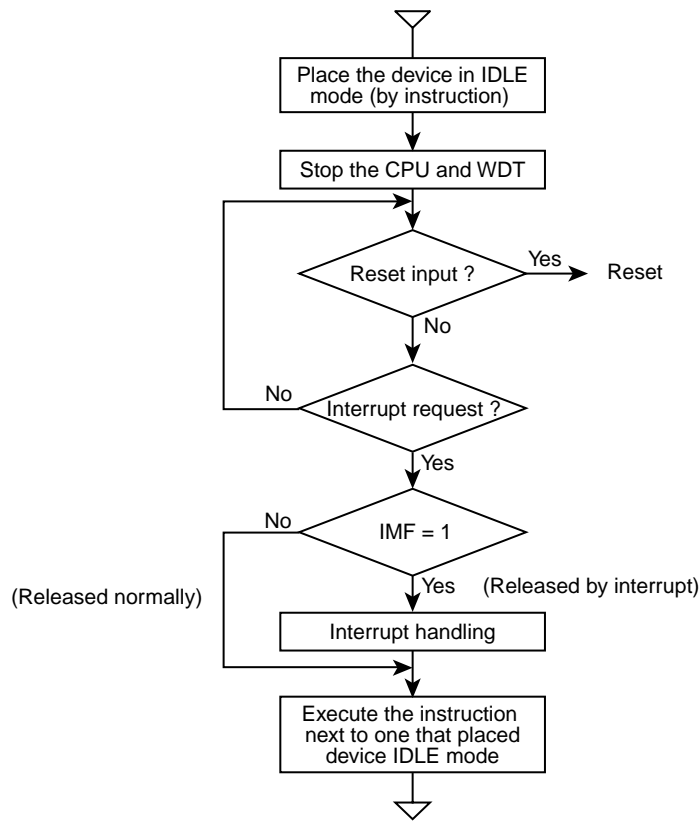 Place the device in IDLE
mode (by instruction)
Stop the CPU and WDT
Reset input ?
Yes
Reset
No
No
Interrupt request ?
Yes
No
IMF = 1
(Released normally)
Yes
(Released by interrupt)
Interrupt handling
Execute the instruction
next to one that placed
device IDLE mode